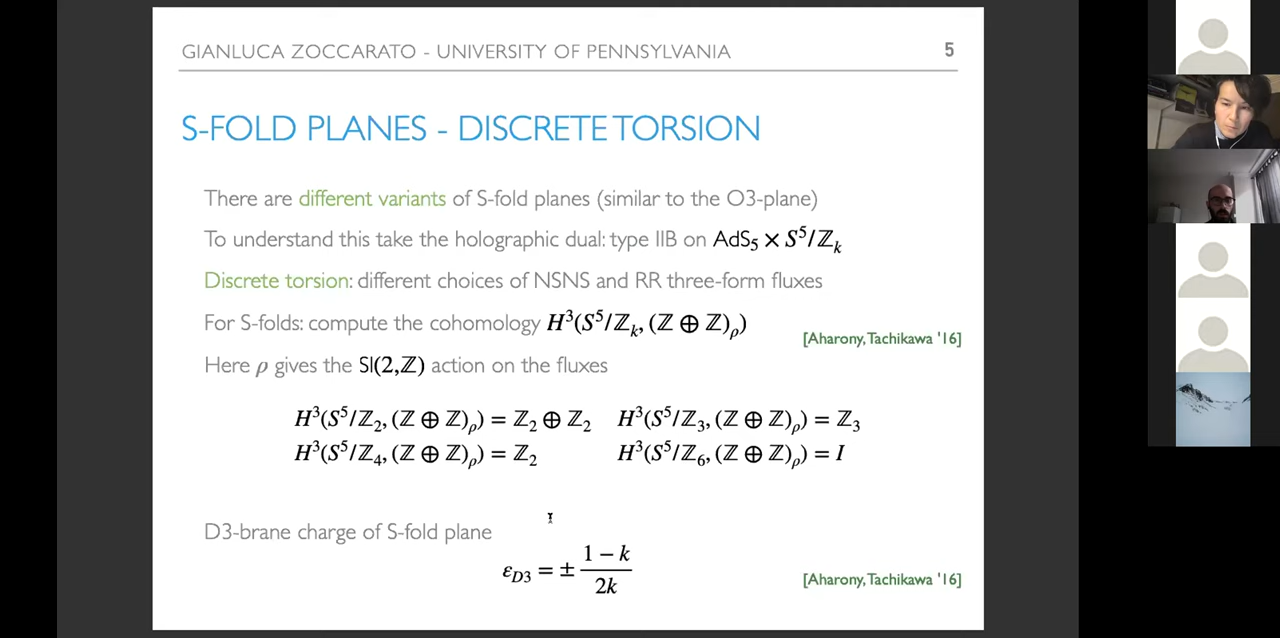 GIANLUCA ZOCCARATO - UNIVERSITY OF PENNSYLVANIA 5
S-FOLD PLANES - DISCRETE TORSION
There are different variants of S-fold planes (similar to the O3-plane)
To understand this take the holographic dual: type IIB on AdS₅ × S⁵/ℤₖ
Discrete torsion: different choices of NSNS and RR three-form fluxes
For S-folds: compute the cohomology H³(S⁵/ℤₖ, (ℤ ⊕ ℤ)ᵨ)
[Aharony, Tachikawa '16]
Here ρ gives the Sl(2,ℤ) action on the fluxes
H³(S⁵/ℤ₂, (ℤ ⊕ ℤ)ᵨ) = ℤ₂ ⊕ ℤ₂ H³(S⁵/ℤ₃, (ℤ ⊕ ℤ)ᵨ) = ℤ₃
H³(S⁵/ℤ₄, (ℤ ⊕ ℤ)ᵨ) = ℤ₂ H³(S⁵/ℤ₆, (ℤ ⊕ ℤ)ᵨ) = I
D3-brane charge of S-fold plane
ε_D3 = ± (1 − k)/(2k)
[Aharony, Tachikawa '16]